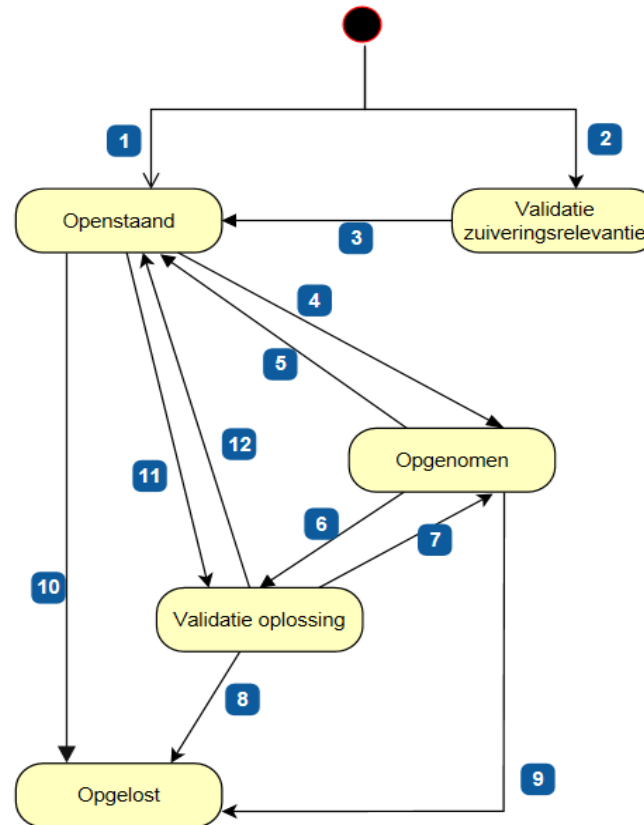 1
2
Openstaand
Validatie
zuiveringsrelevantie
3
4
5
Opgenomen
12
11
6
7
10
Validatie oplossing
8
9
Opgelost